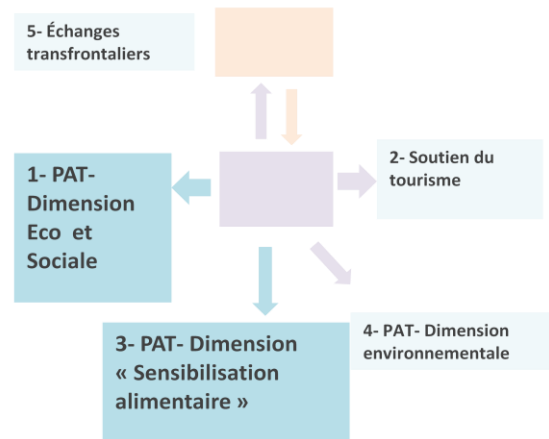 5- Échanges
transfrontaliers
1- PAT-
Dimension
Eco et
Sociale
2- Soutien du
tourisme
3- PAT- Dimension
« Sensibilisation
alimentaire »
4- PAT- Dimension
environnementale